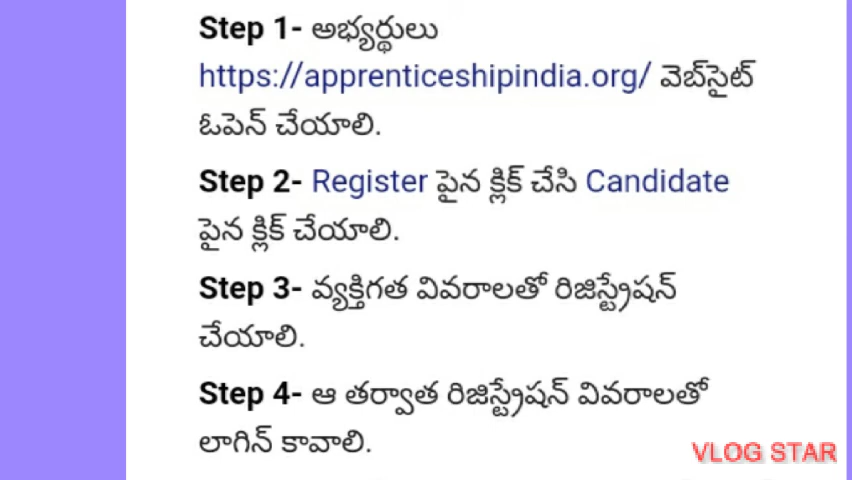 Step 1- అభ్యర్థులు
https://apprenticeshipindia.org/ వెబ్‌సైట్
ఓపెన్ చేయాలి.
Step 2- Register పైన క్లిక్ చేసి Candidate
పైన క్లిక్ చేయాలి.
Step 3- వ్యక్తిగత వివరాలతో రిజిస్ట్రేషన్
చేయాలి.
Step 4- ఆ తర్వాత రిజిస్ట్రేషన్ వివరాలతో
లాగిన్ కావాలి.
VLOG STAR